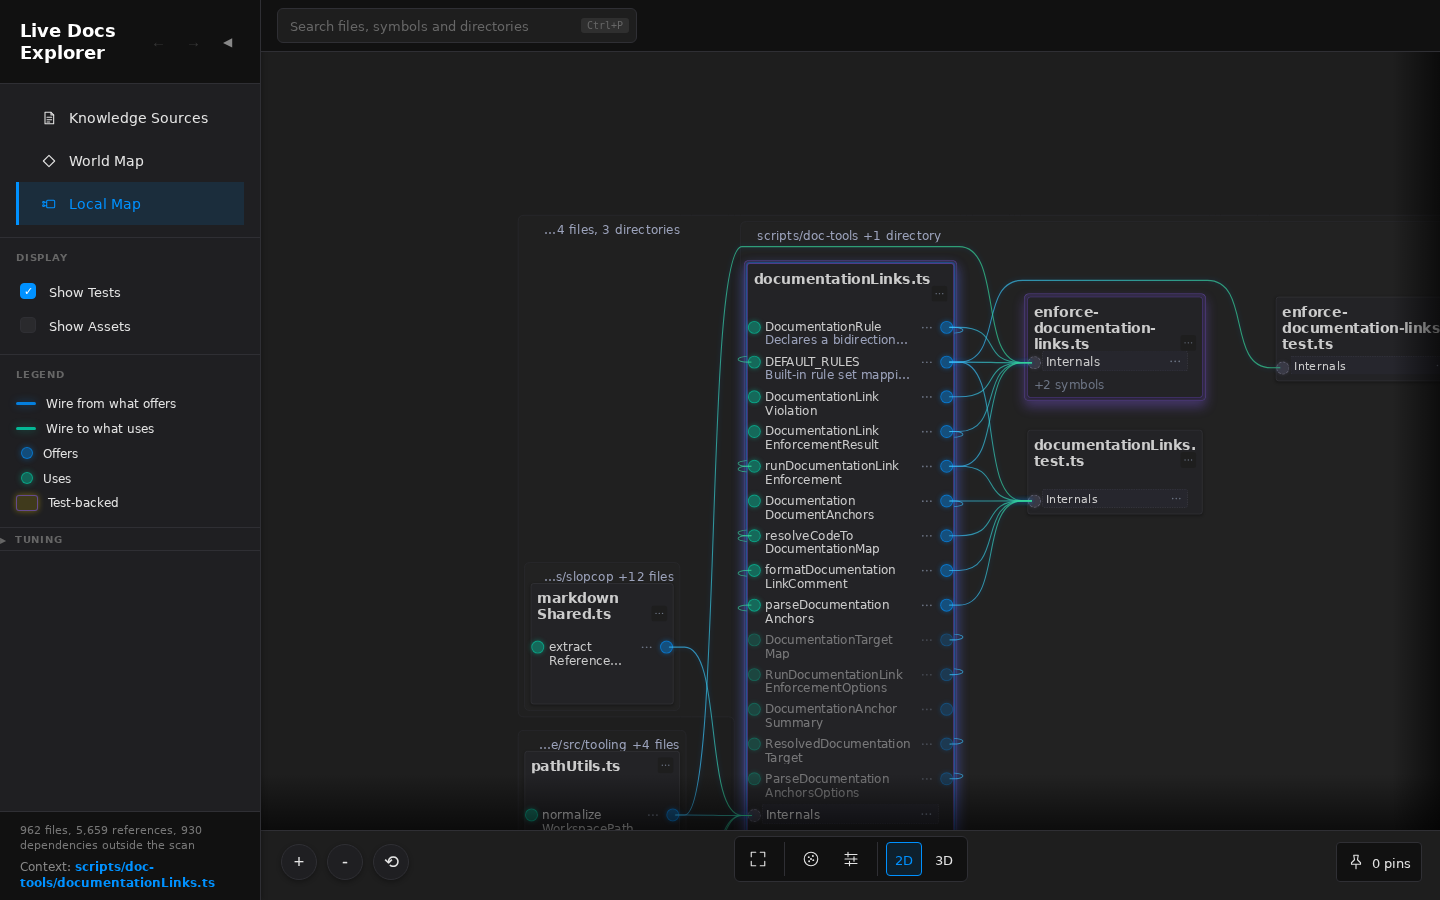 Live Docs
Explorer
← → ◀
Search files, symbols and directories Ctrl+P
Knowledge Sources
World Map
Local Map
DISPLAY
Show Tests
Show Assets
LEGEND
Wire from what offers
Wire to what uses
Offers
Uses
Test-backed
TUNING
962 files, 5,659 references, 930
dependencies outside the scan
Context: scripts/doc-
tools/documentationLinks.ts
...4 files, 3 directories
...s/slopcop +12 files
markdown
Shared.ts
...
extract ...
Reference...
...e/src/tooling +4 files
pathUtils.ts ...
normalize ...
WorkspacePath
scripts/doc-tools +1 directory
documentationLinks.ts
...
DocumentationRule ...
Declares a bidirection...
DEFAULT_RULES ...
Built-in rule set mappi...
DocumentationLink ...
Violation
DocumentationLink ...
EnforcementResult
runDocumentationLink ...
Enforcement
Documentation ...
DocumentAnchors
resolveCodeTo ...
DocumentationMap
formatDocumentation ...
LinkComment
parseDocumentation ...
Anchors
DocumentationTarget ...
Map
RunDocumentationLink ...
EnforcementOptions
DocumentationAnchor ...
Summary
ResolvedDocumentation ...
Target
ParseDocumentation ...
AnchorsOptions
Internals ...
enforce-
documentation-
links.ts ...
Internals ...
+2 symbols
documentationLinks.
test.ts ...
Internals ...
enforce-
documentation-links
test.ts
Internals
+ - ⟲
2D 3D
0 pins